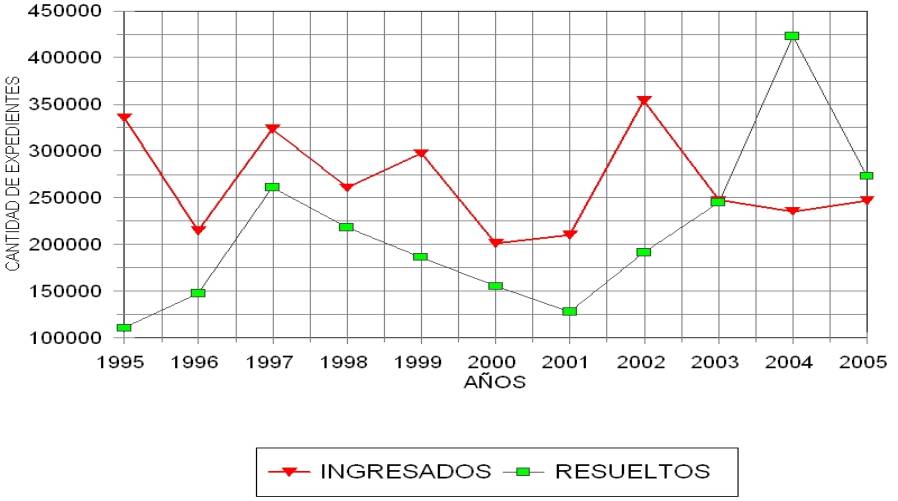 450000
400000
350000
300000
250000
200000
150000
100000
CANTIDAD DE EXPEDIENTES
1995 1996 1997 1998 1999 2000 2001 2002 2003 2004 2005
AÑOS
INGRESADOS RESUELTOS